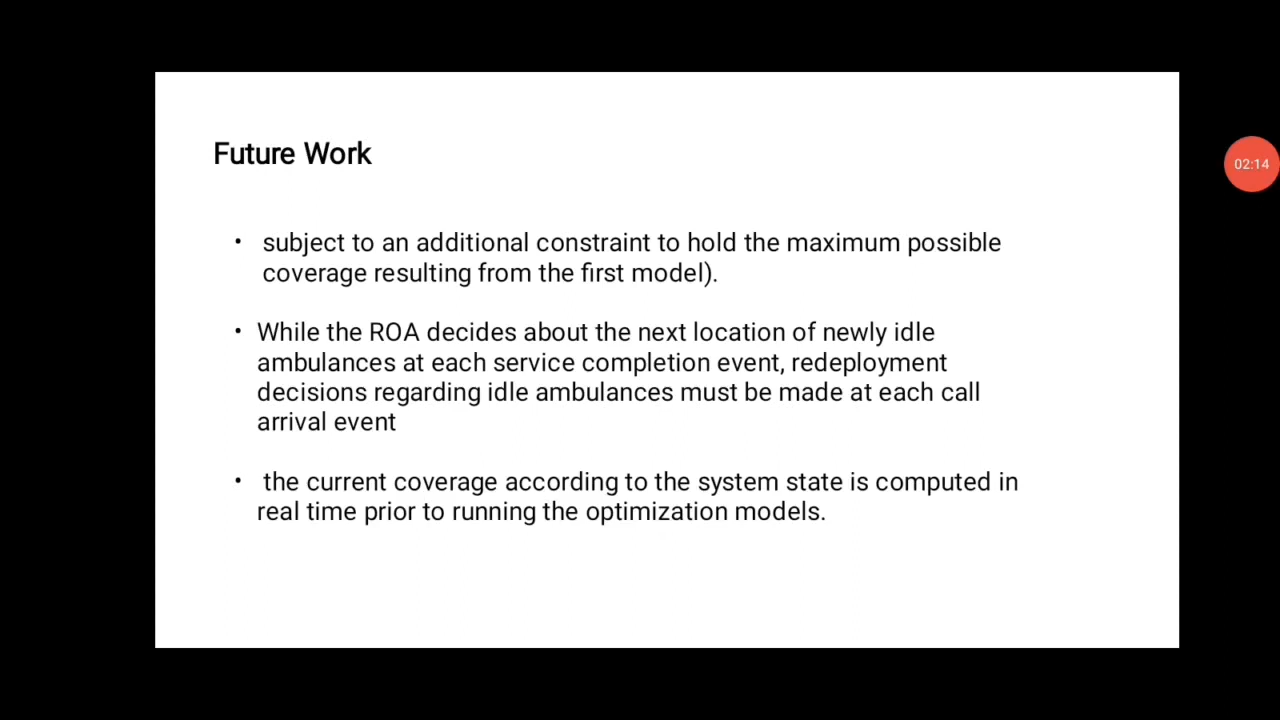 Future Work
02:14
• subject to an additional constraint to hold the maximum possible
coverage resulting from the first model).
• While the ROA decides about the next location of newly idle
ambulances at each service completion event, redeployment
decisions regarding idle ambulances must be made at each call
arrival event
• the current coverage according to the system state is computed in
real time prior to running the optimization models.